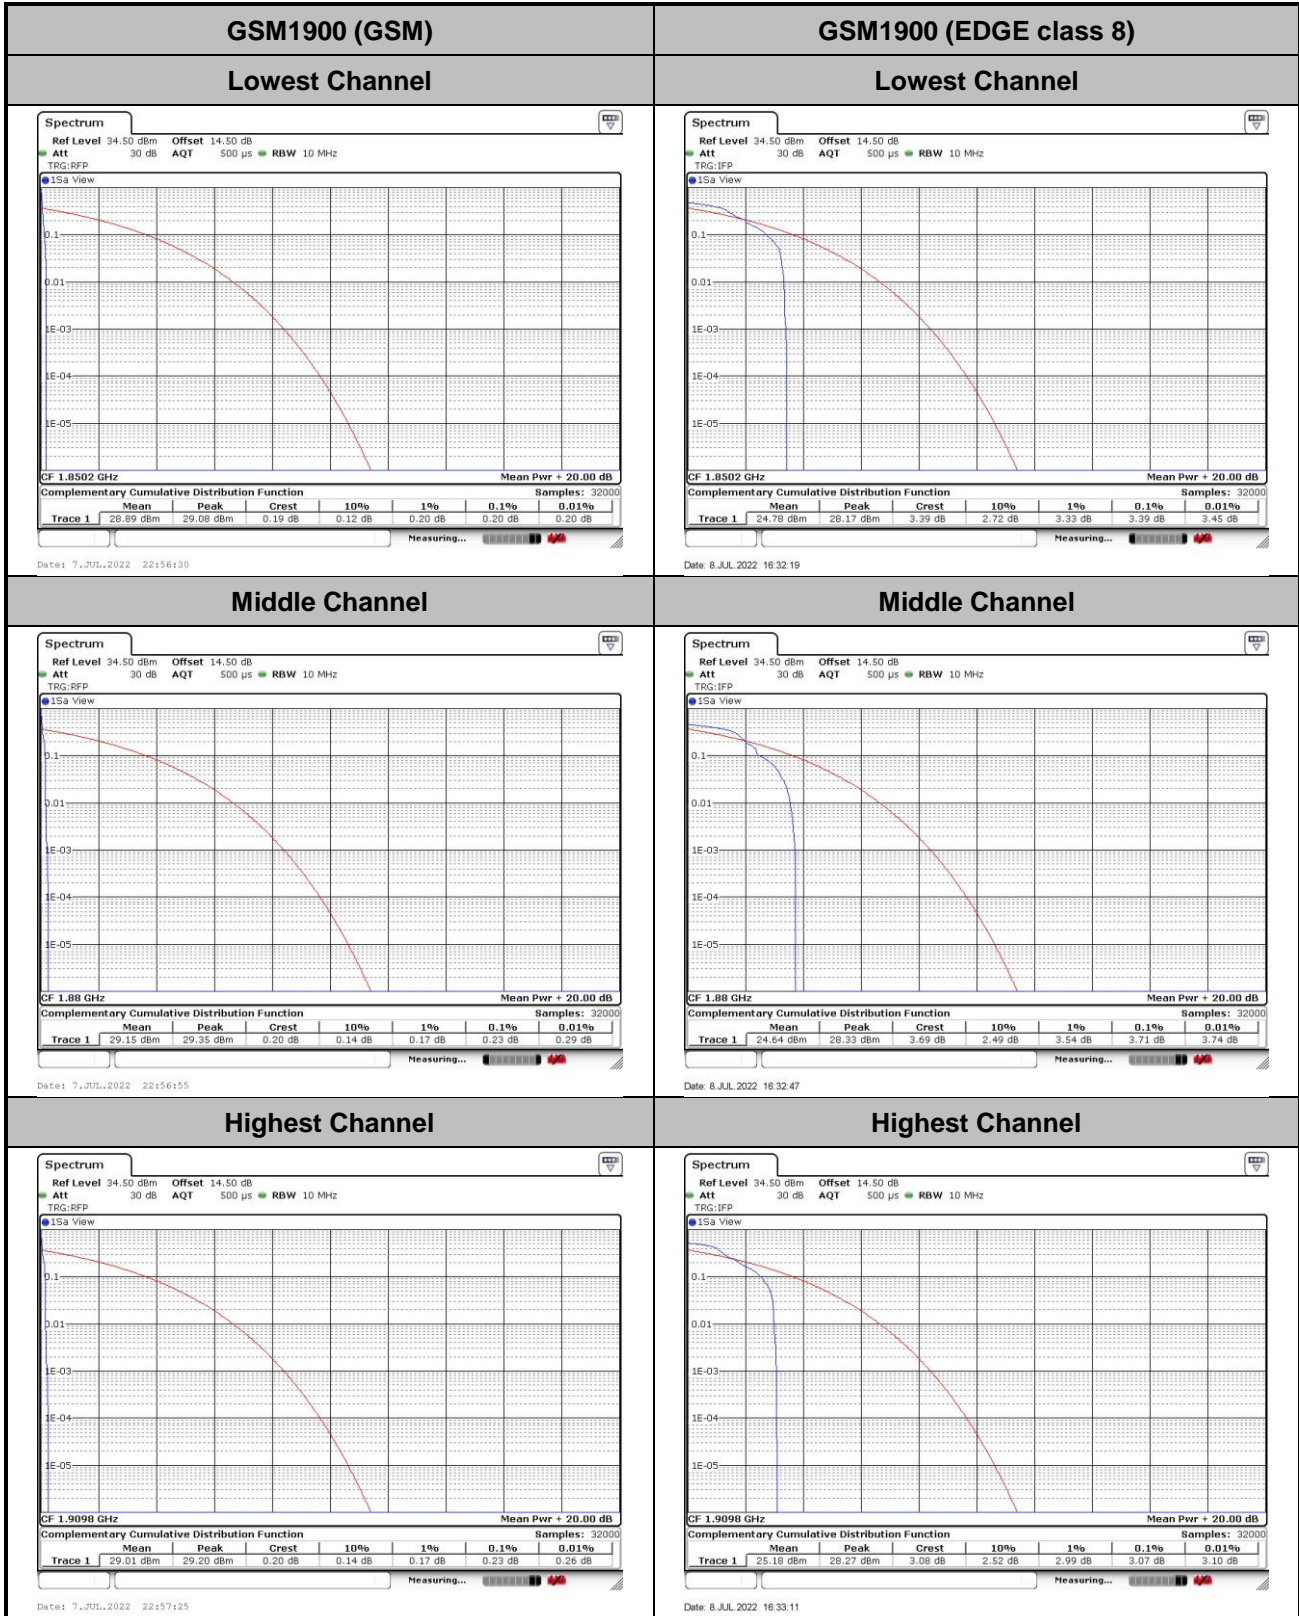 GSM1900 (GSM)
GSM1900 (EDGE class 8)
Lowest Channel
Lowest Channel
Spectrum
Ref Level 34.50 dBm Offset 14.50 dB
Att 30 dB AQT 500 µs RBW 10 MHz
TRG:RFP
1Sa View
0.1
0.01
1E-03
1E-04
1E-05
CF 1.8502 GHz Mean Pwr + 20.00 dB
Complementary Cumulative Distribution Function Samples: 32000
Mean Peak Crest 10% 1% 0.1% 0.01%
Trace 1 28.89 dBm 29.08 dBm 0.19 dB 0.12 dB 0.20 dB 0.20 dB 0.20 dB
Measuring...
Date: 7.JUL.2022 22:56:30
Spectrum
Ref Level 34.50 dBm Offset 14.50 dB
Att 30 dB AQT 500 µs RBW 10 MHz
TRG:IFP
1Sa View
0.1
0.01
1E-03
1E-04
1E-05
CF 1.8502 GHz Mean Pwr + 20.00 dB
Complementary Cumulative Distribution Function Samples: 32000
Mean Peak Crest 10% 1% 0.1% 0.01%
Trace 1 24.78 dBm 28.17 dBm 3.39 dB 2.72 dB 3.33 dB 3.39 dB 3.45 dB
Measuring...
Date: 8.JUL.2022 16:32:19
Middle Channel
Middle Channel
Spectrum
Ref Level 34.50 dBm Offset 14.50 dB
Att 30 dB AQT 500 µs RBW 10 MHz
TRG:RFP
1Sa View
0.1
0.01
1E-03
1E-04
1E-05
CF 1.88 GHz Mean Pwr + 20.00 dB
Complementary Cumulative Distribution Function Samples: 32000
Mean Peak Crest 10% 1% 0.1% 0.01%
Trace 1 29.15 dBm 29.35 dBm 0.20 dB 0.14 dB 0.17 dB 0.23 dB 0.29 dB
Measuring...
Date: 7.JUL.2022 22:56:55
Spectrum
Ref Level 34.50 dBm Offset 14.50 dB
Att 30 dB AQT 500 µs RBW 10 MHz
TRG:IFP
1Sa View
0.1
0.01
1E-03
1E-04
1E-05
CF 1.88 GHz Mean Pwr + 20.00 dB
Complementary Cumulative Distribution Function Samples: 32000
Mean Peak Crest 10% 1% 0.1% 0.01%
Trace 1 24.64 dBm 28.33 dBm 3.69 dB 2.49 dB 3.54 dB 3.71 dB 3.74 dB
Measuring...
Date: 8.JUL.2022 16:32:47
Highest Channel
Highest Channel
Spectrum
Ref Level 34.50 dBm Offset 14.50 dB
Att 30 dB AQT 500 µs RBW 10 MHz
TRG:RFP
1Sa View
0.1
0.01
1E-03
1E-04
1E-05
CF 1.9098 GHz Mean Pwr + 20.00 dB
Complementary Cumulative Distribution Function Samples: 32000
Mean Peak Crest 10% 1% 0.1% 0.01%
Trace 1 29.01 dBm 29.20 dBm 0.20 dB 0.14 dB 0.17 dB 0.23 dB 0.26 dB
Measuring...
Date: 7.JUL.2022 22:57:25
Spectrum
Ref Level 34.50 dBm Offset 14.50 dB
Att 30 dB AQT 500 µs RBW 10 MHz
TRG:IFP
1Sa View
0.1
0.01
1E-03
1E-04
1E-05
CF 1.9098 GHz Mean Pwr + 20.00 dB
Complementary Cumulative Distribution Function Samples: 32000
Mean Peak Crest 10% 1% 0.1% 0.01%
Trace 1 25.18 dBm 28.27 dBm 3.08 dB 2.52 dB 2.99 dB 3.07 dB 3.10 dB
Measuring...
Date: 8.JUL.2022 16:33:11